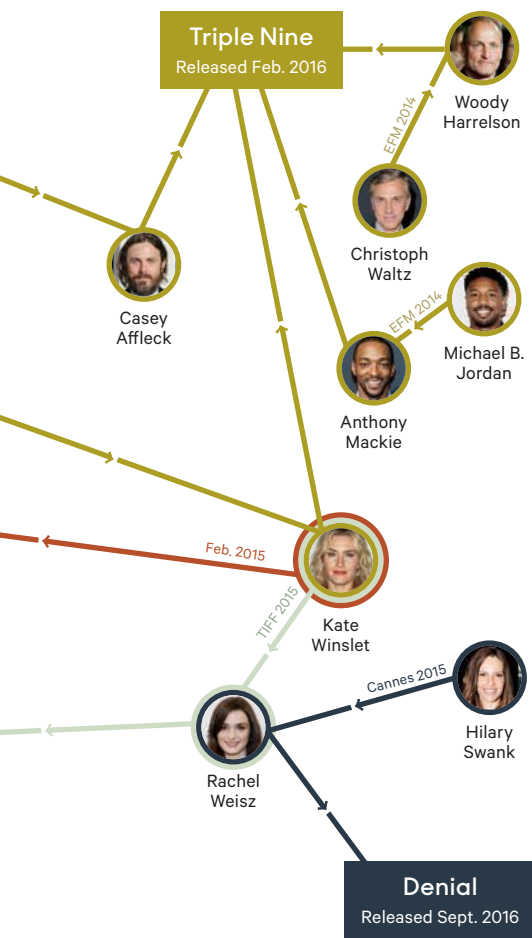 Triple Nine
Released Feb. 2016
Woody
Harrelson
EFM 2014
Christoph
Waltz
Casey
Affleck
EFM 2014
Michael B.
Jordan
Anthony
Mackie
Feb. 2015
TIFF 2015
Kate
Winslet
Cannes 2015
Hilary
Swank
Rachel
Weisz
Denial
Released Sept. 2016